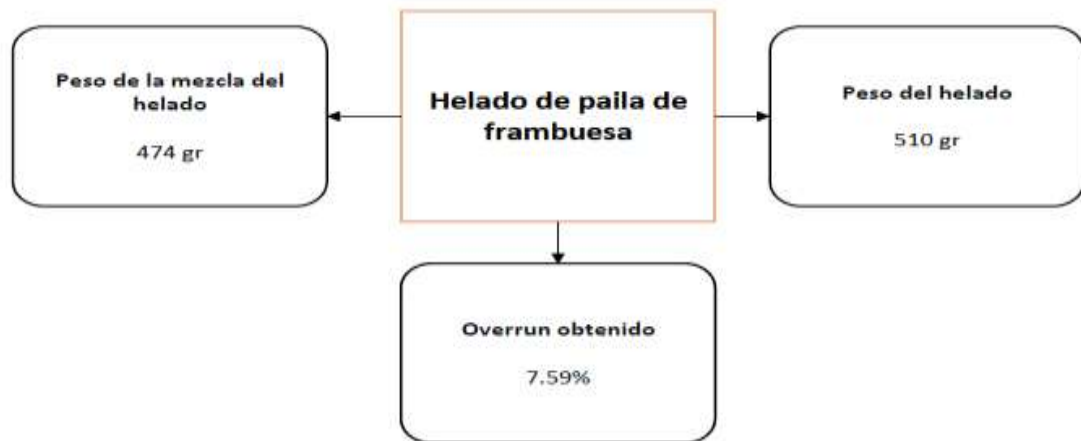 Peso de la mezcla del
helado
474 gr
Helado de paila de
frambuesa
Peso del helado
510 gr
Overrun obtenido
7.59%